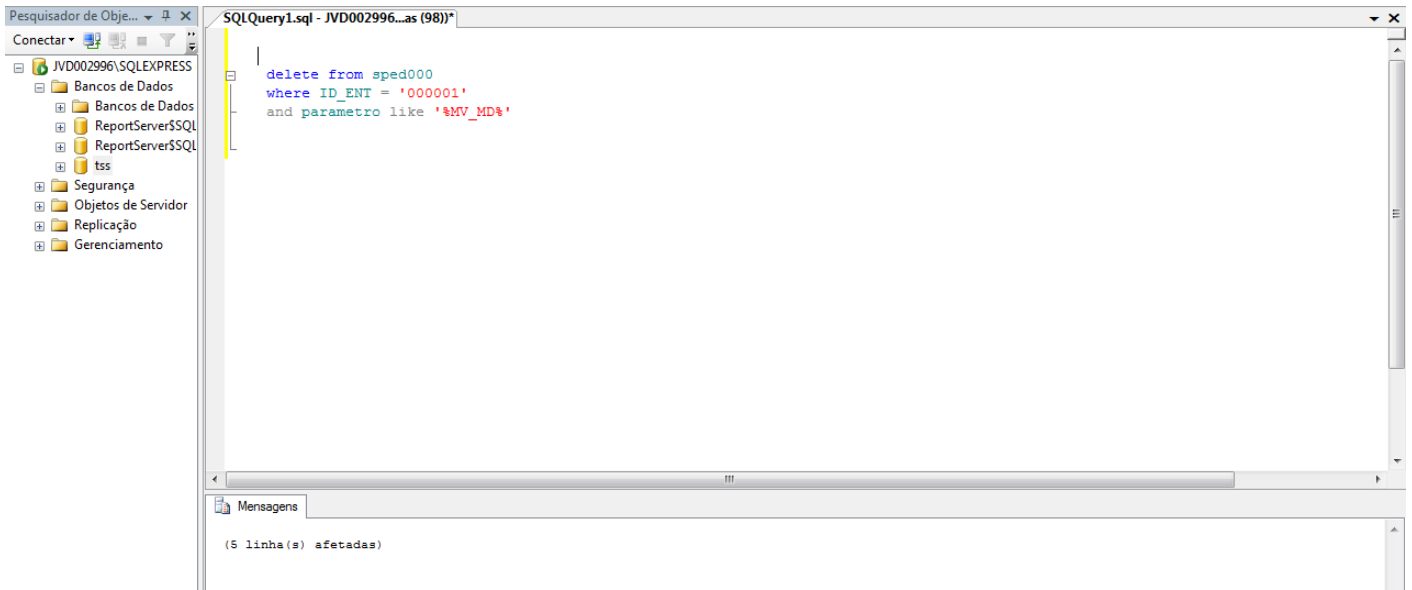 Pesquisador de Obje...
Conectar
JVD002996\SQLEXPRESS
Bancos de Dados
Bancos de Dados
ReportServer$SQL
ReportServer$SQL
tss
Segurança
Objetos de Servidor
Replicação
Gerenciamento
SQLQuery1.sql - JVD002996...as (98))*
delete from sped000
where ID_ENT = '000001'
and parametro like '%MV_MD%'
Mensagens
(5 linha(s) afetadas)